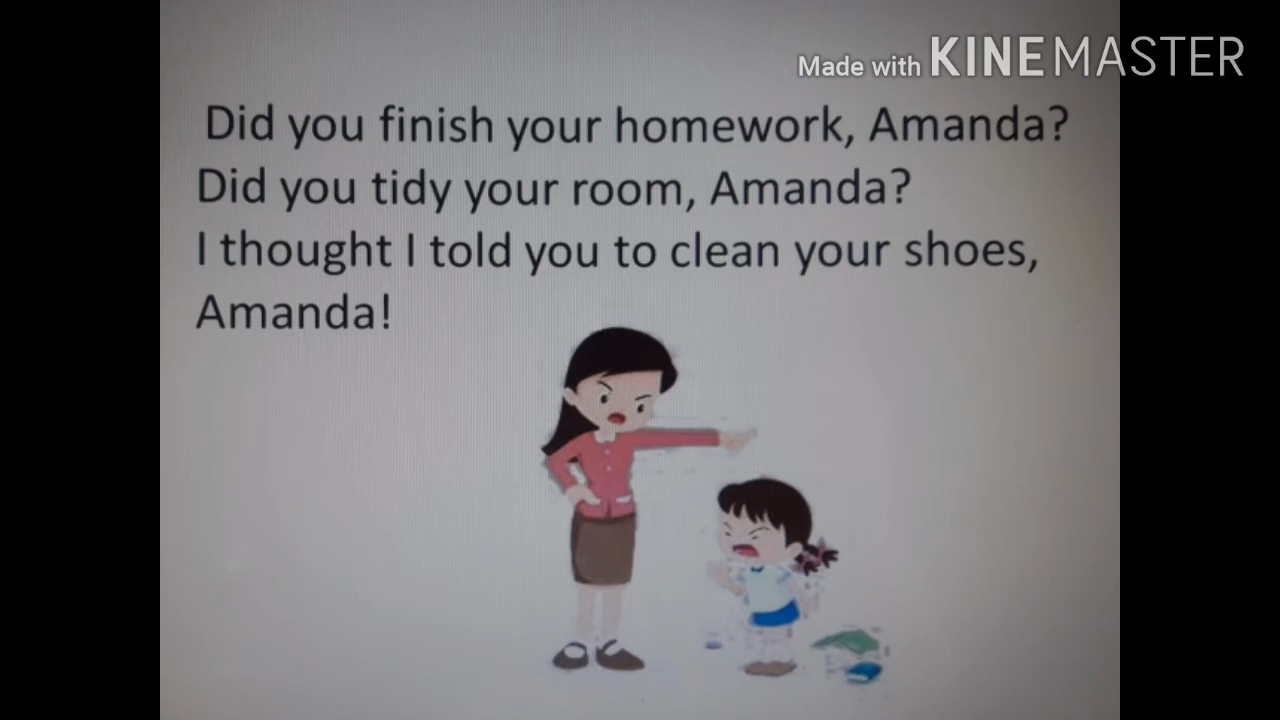 Made with KINEMASTER
Did you finish your homework, Amanda?
Did you tidy your room, Amanda?
I thought I told you to clean your shoes,
Amanda!